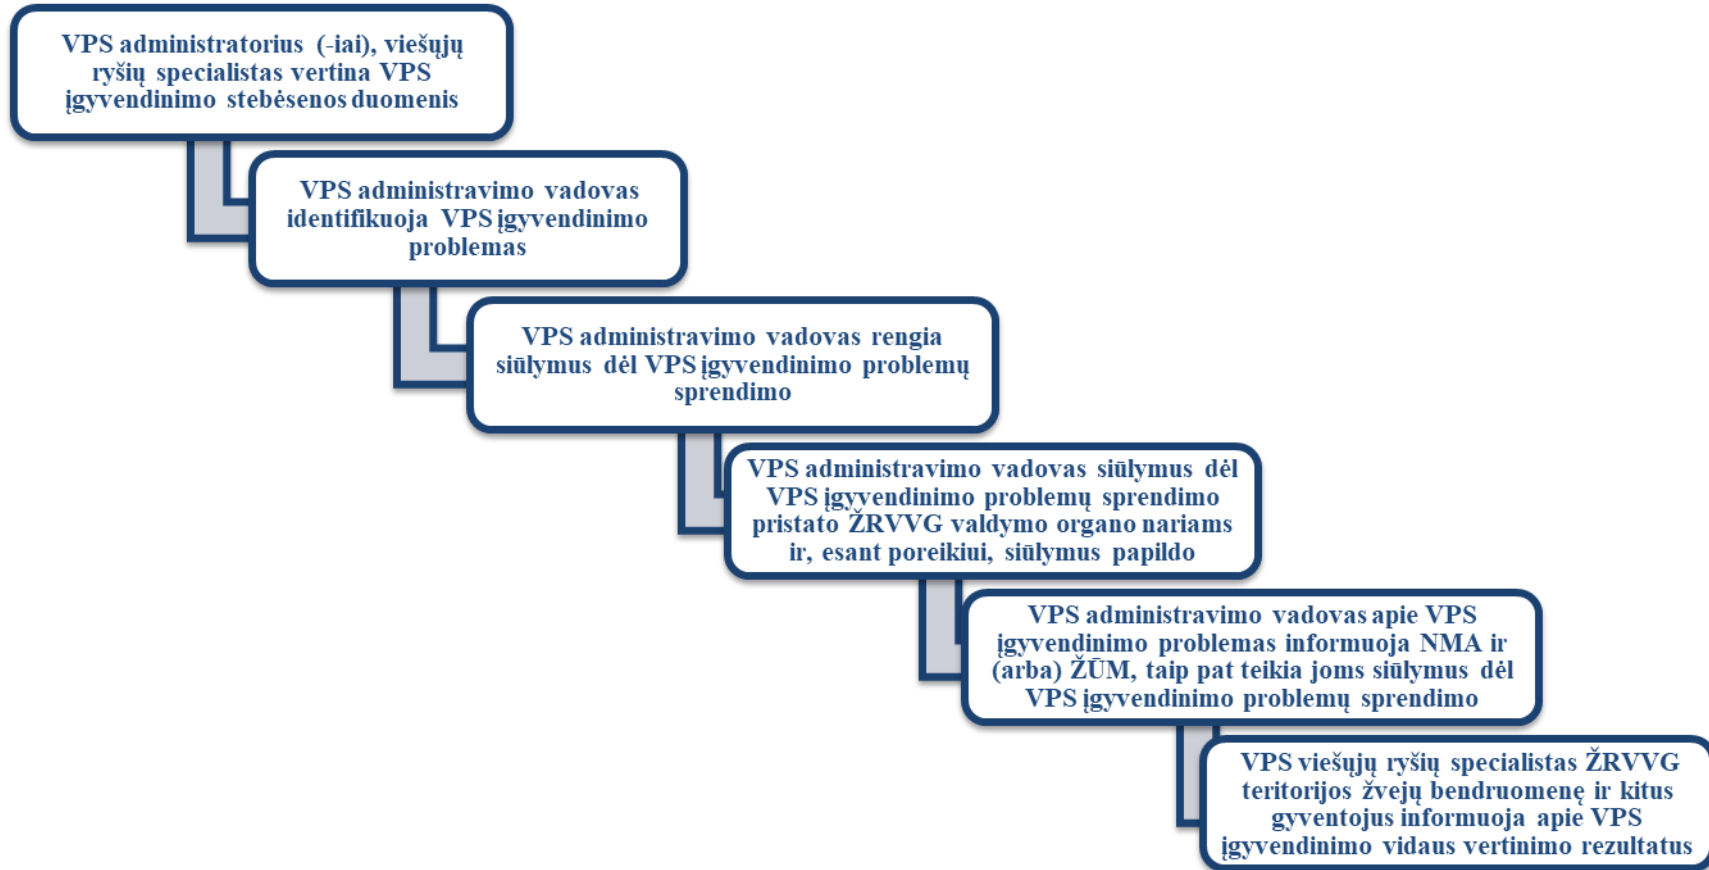 VPS administratorius (-iai), viešųjų
ryšių specialistas vertina VPS
įgyvendinimo stebėsenos duomenis
VPS administravimo vadovas
identifikuoja VPS įgyvendinimo
problemas
VPS administravimo vadovas rengia
siūlymus dėl VPS įgyvendinimo problemų
sprendimo
VPS administravimo vadovas siūlymus dėl
VPS įgyvendinimo problemų sprendimo
pristato ŽRVVG valdymo organo nariams
ir, esant poreikiui, siūlymus papildo
VPS administravimo vadovas apie VPS
įgyvendinimo problemas informuoja NMA ir
(arba) ŽŪM, taip pat teikia joms siūlymus dėl
VPS įgyvendinimo problemų sprendimo
VPS viešųjų ryšių specialistas ŽRVVG
teritorijos žvejų bendruomenę ir kitus
gyventojus informuoja apie VPS
įgyvendinimo vidaus vertinimo rezultatus